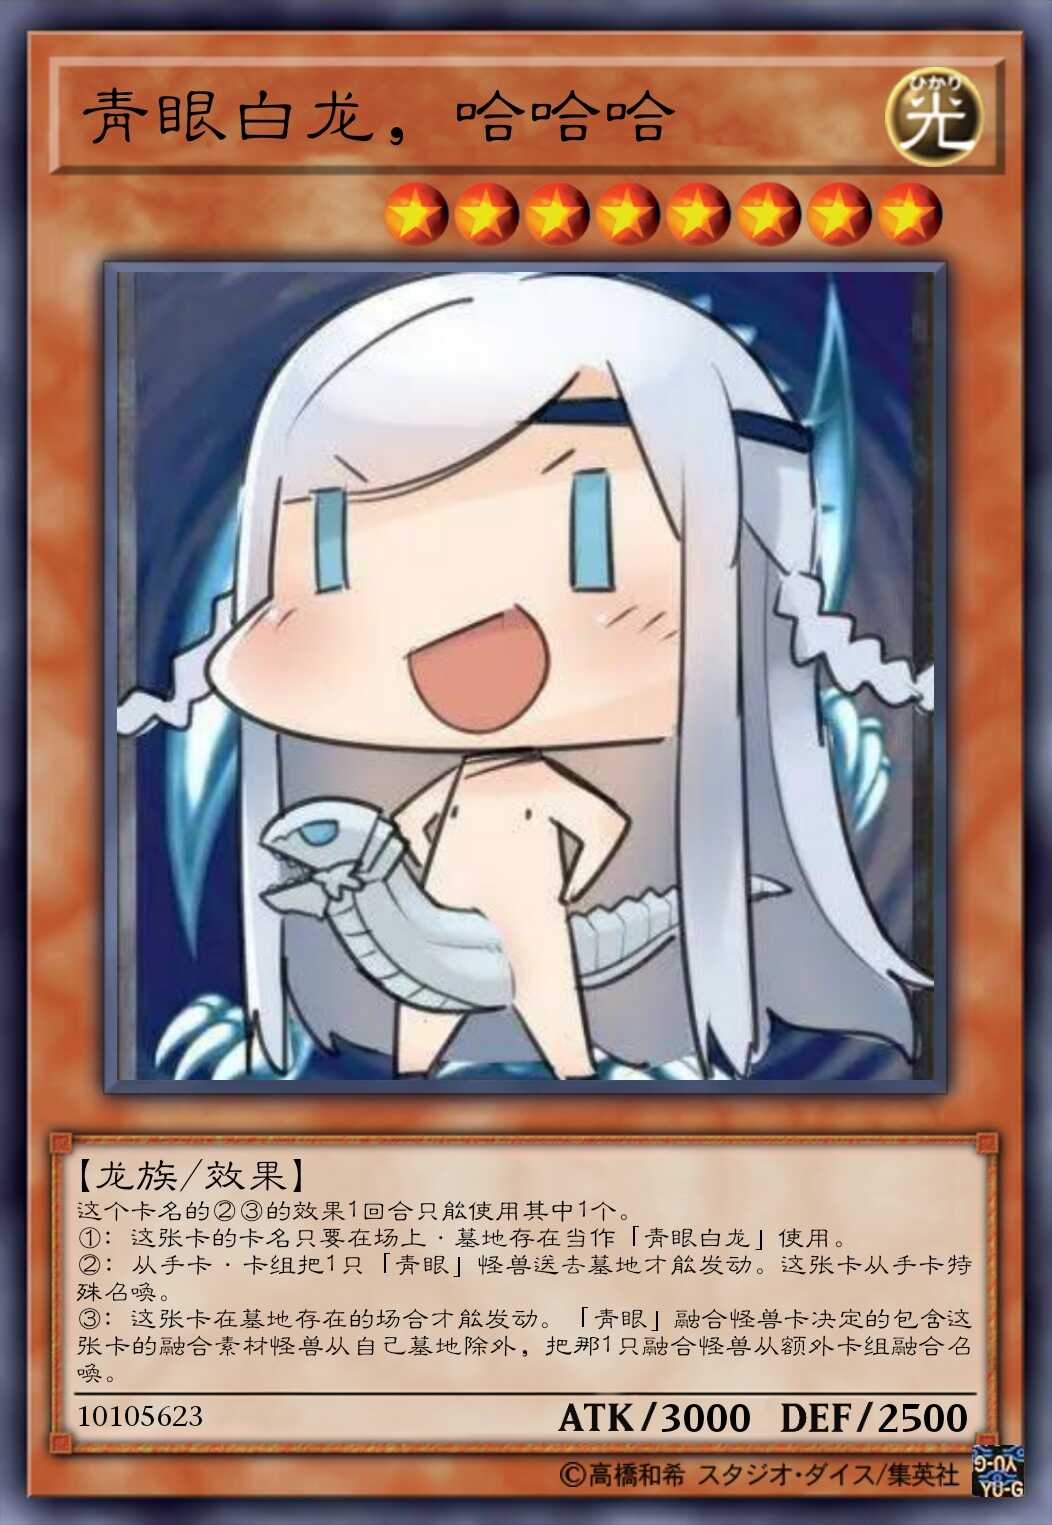 青眼白龙，哈哈哈
ひかり
光
【龙族/效果】
这个卡名的②③的效果1回合只能使用其中1个。
①：这张卡的卡名只要在场上·墓地存在当作「青眼白龙」使用。
②：从手卡·卡组把1只「青眼」怪兽送去墓地才能发动。这张卡从手卡特
殊召唤。
③：这张卡在墓地存在的场合才能发动。「青眼」融合怪兽卡决定的包含这
张卡的融合素材怪兽从自己墓地除外，把那1只融合怪兽从额外卡组融合召
唤。
10105623 ATK/3000 DEF/2500
©高橋和希 スタジオ·ダイス/集英社
YU-G
YU-G